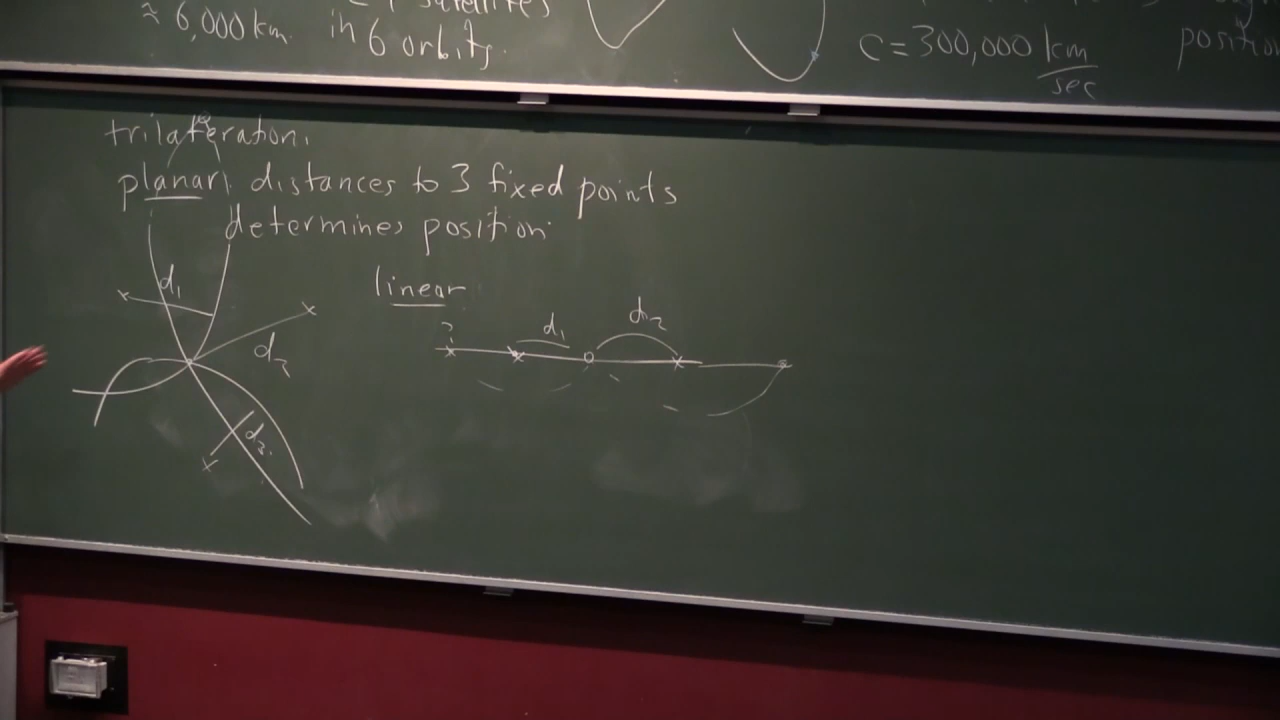 ≈ 6,000 km. in 6 orbits.
c = 300,000 km/sec
trilateration.
planar: distances to 3 fixed points
determines position.
linear
?
d₁
d₂
d₁
d₂
d₃.